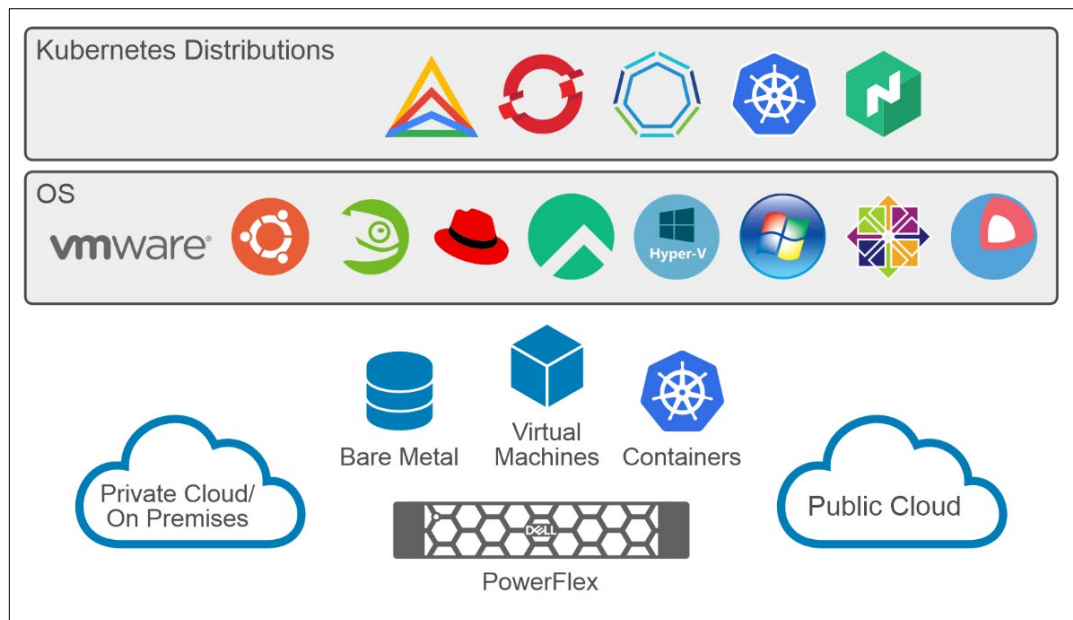 Kubernetes Distributions
OS
vmware®
Hyper-V
Bare Metal
Virtual
Machines
Containers
Private Cloud/
On Premises
Public Cloud
DELL
PowerFlex